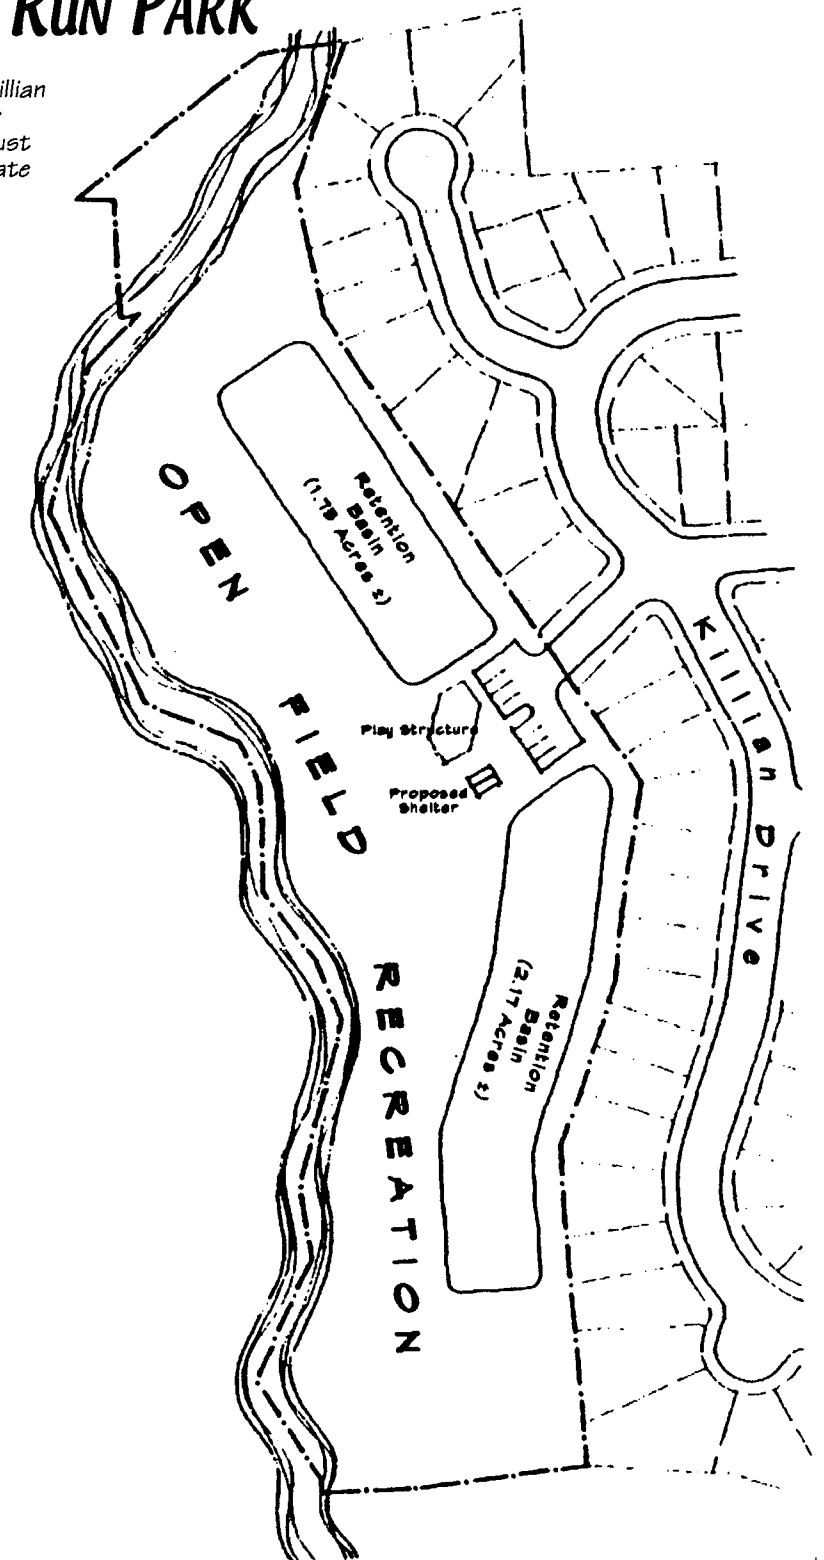 RUN PARK
illian
ust
ate
Retention
Basin
(1.79 Acres ±)
OPEN
FIELD
RECREATION
Play Structure
Proposed
Shelter
Killian Drive
Retention
Basin
(2.17 Acres ±)